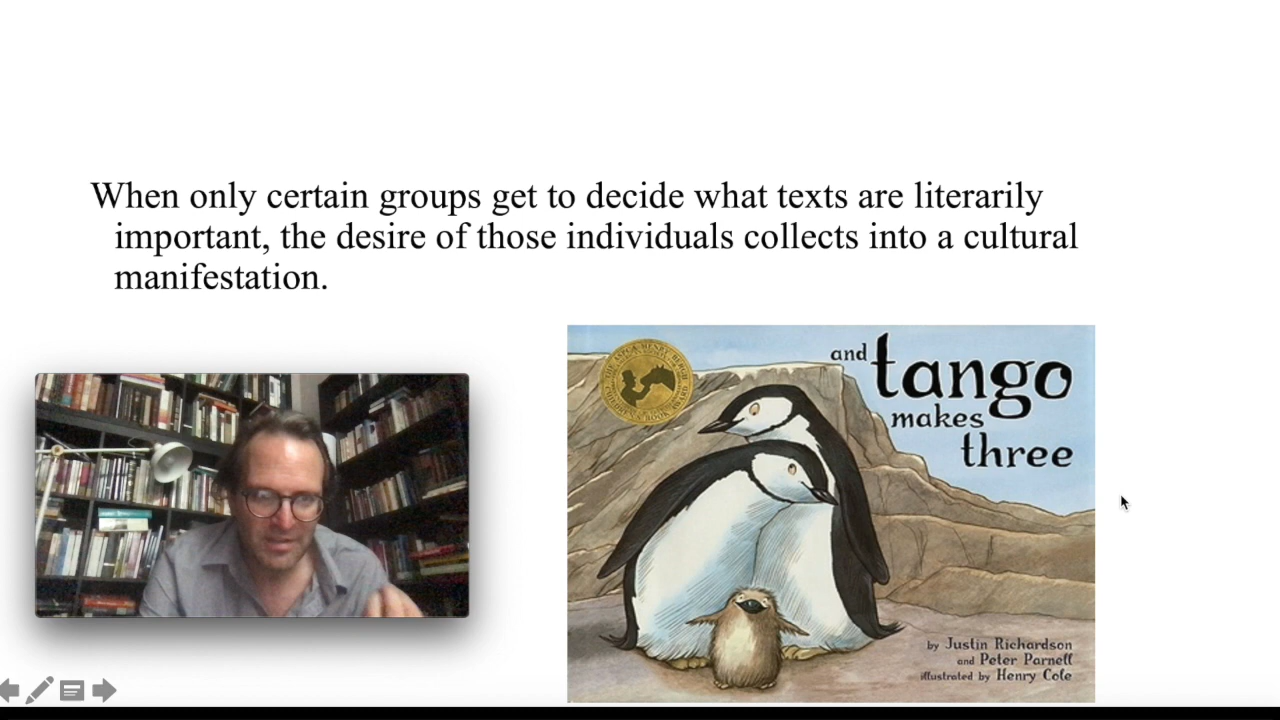 When only certain groups get to decide what texts are literarily
important, the desire of those individuals collects into a cultural
manifestation.
and tango
makes
three
by Justin Richardson
and Peter Parnell
illustrated by Henry Cole